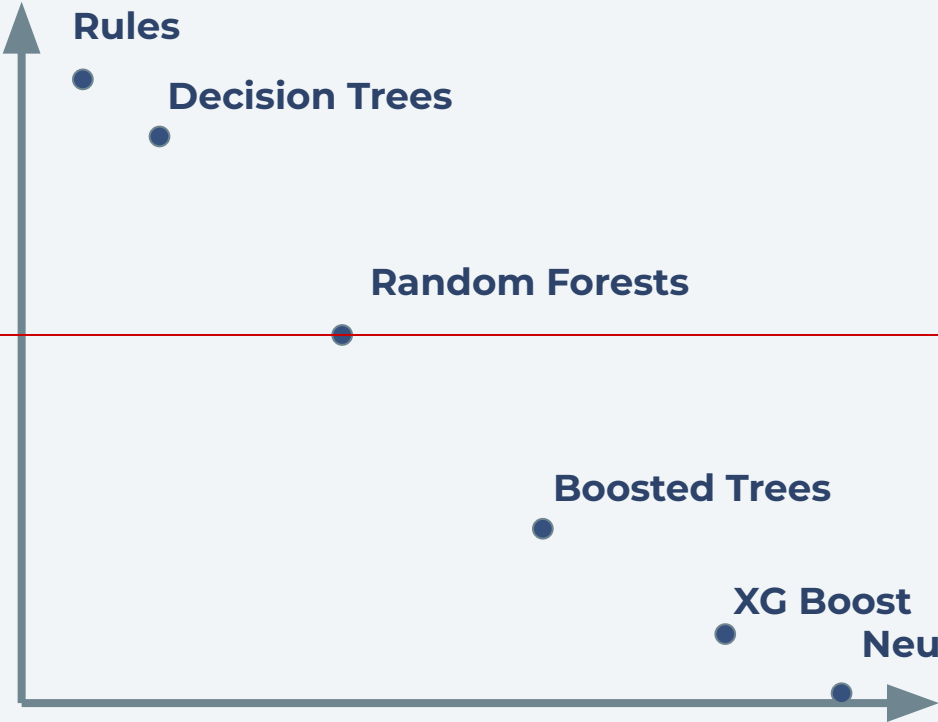 Rules
Decision Trees
Random Forests
Boosted Trees
XG Boost
Neu